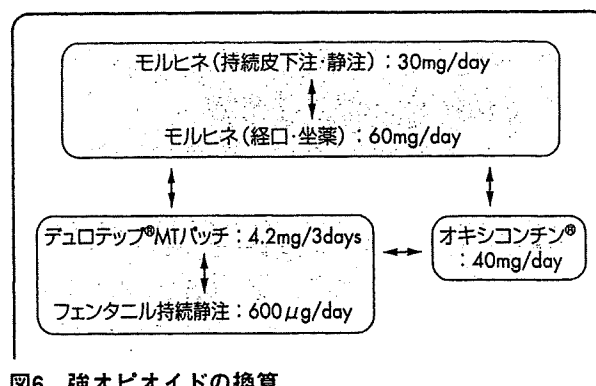 モルヒネ(持続皮下注・静注):30mg/day
モルヒネ(経口・坐薬):60mg/day
デュロテップ®MTパッチ:4.2mg/3days
フェンタニル持続静注:600μg/day
オキシコンチン®
:40mg/day
図6 強オピオイドの換算